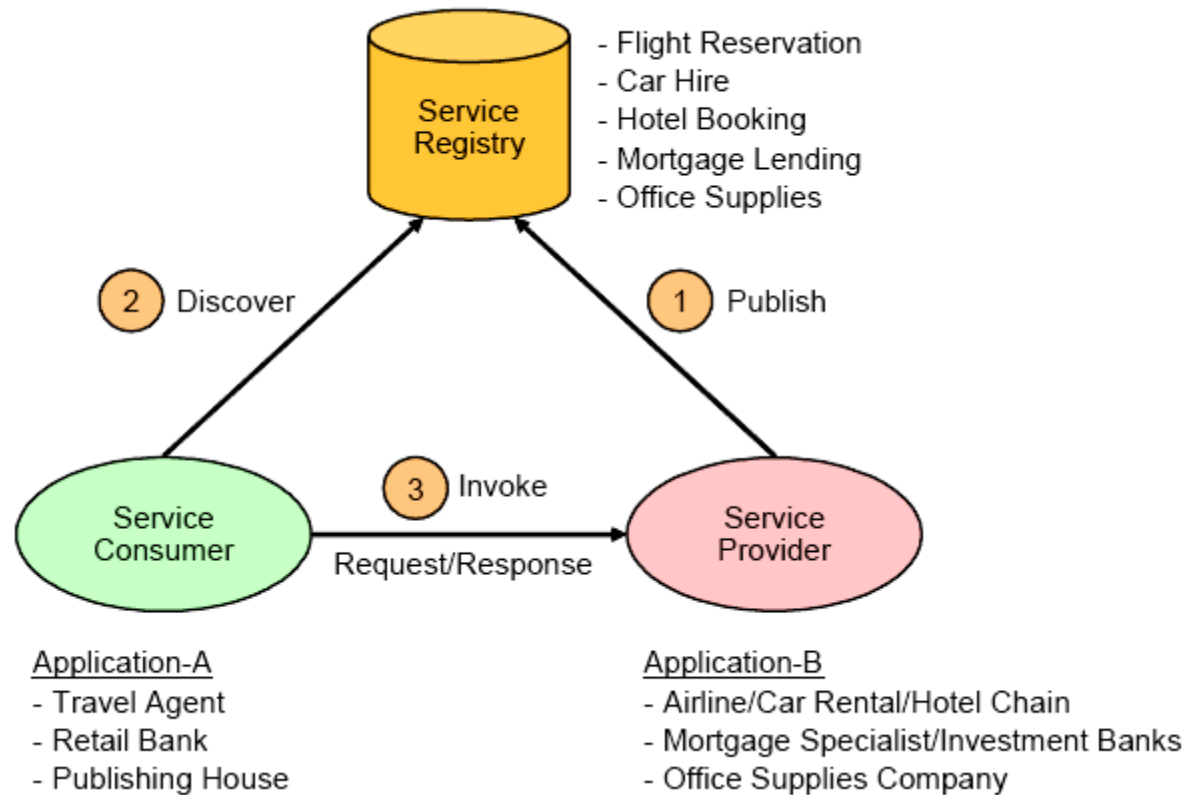 Service
Registry
- Flight Reservation
- Car Hire
- Hotel Booking
- Mortgage Lending
- Office Supplies
2 Discover
1 Publish
3 Invoke
Service
Consumer
Request/Response
Service
Provider
Application-A
- Travel Agent
- Retail Bank
- Publishing House
Application-B
- Airline/Car Rental/Hotel Chain
- Mortgage Specialist/Investment Banks
- Office Supplies Company